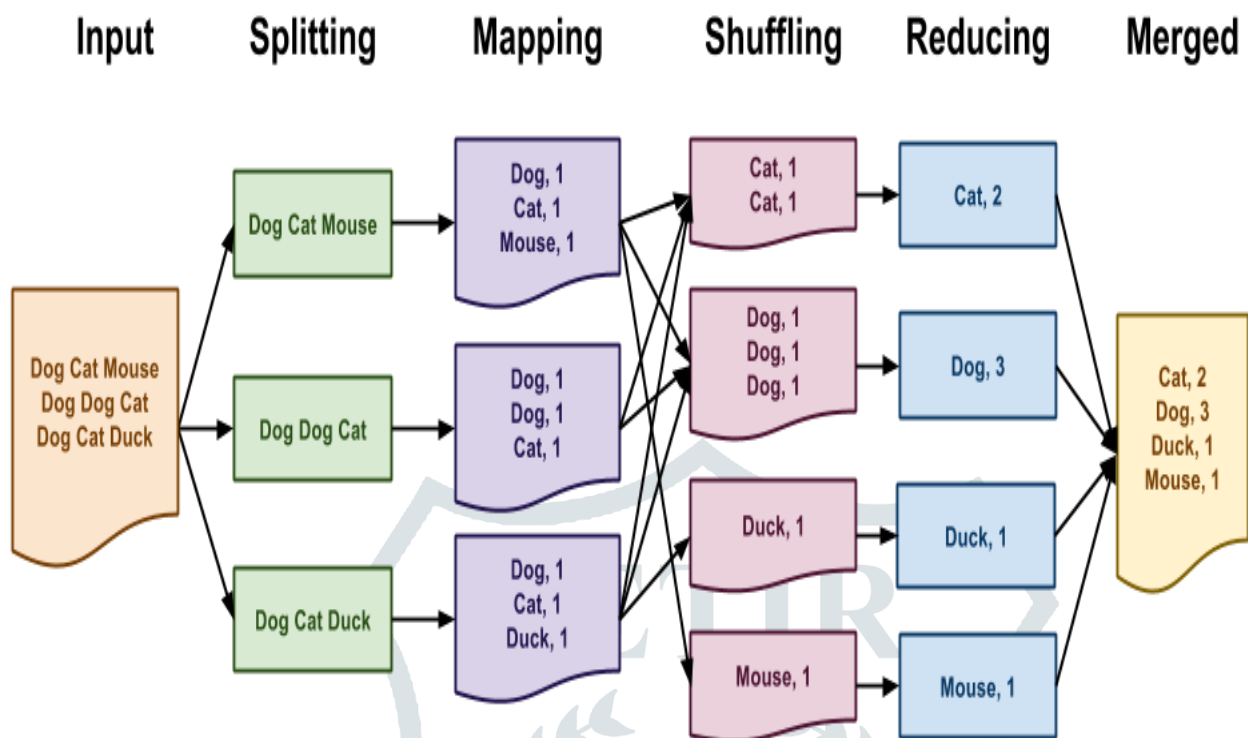 Input Splitting Mapping Shuffling Reducing Merged
Dog Cat Mouse
Dog Dog Cat
Dog Cat Duck
Dog Cat Mouse
Dog Dog Cat
Dog Cat Duck
Dog, 1
Cat, 1
Mouse, 1
Dog, 1
Dog, 1
Cat, 1
Dog, 1
Cat, 1
Duck, 1
Cat, 1
Cat, 1
Dog, 1
Dog, 1
Dog, 1
Duck, 1
Mouse, 1
Cat, 2
Dog, 3
Duck, 1
Mouse, 1
Cat, 2
Dog, 3
Duck, 1
Mouse, 1